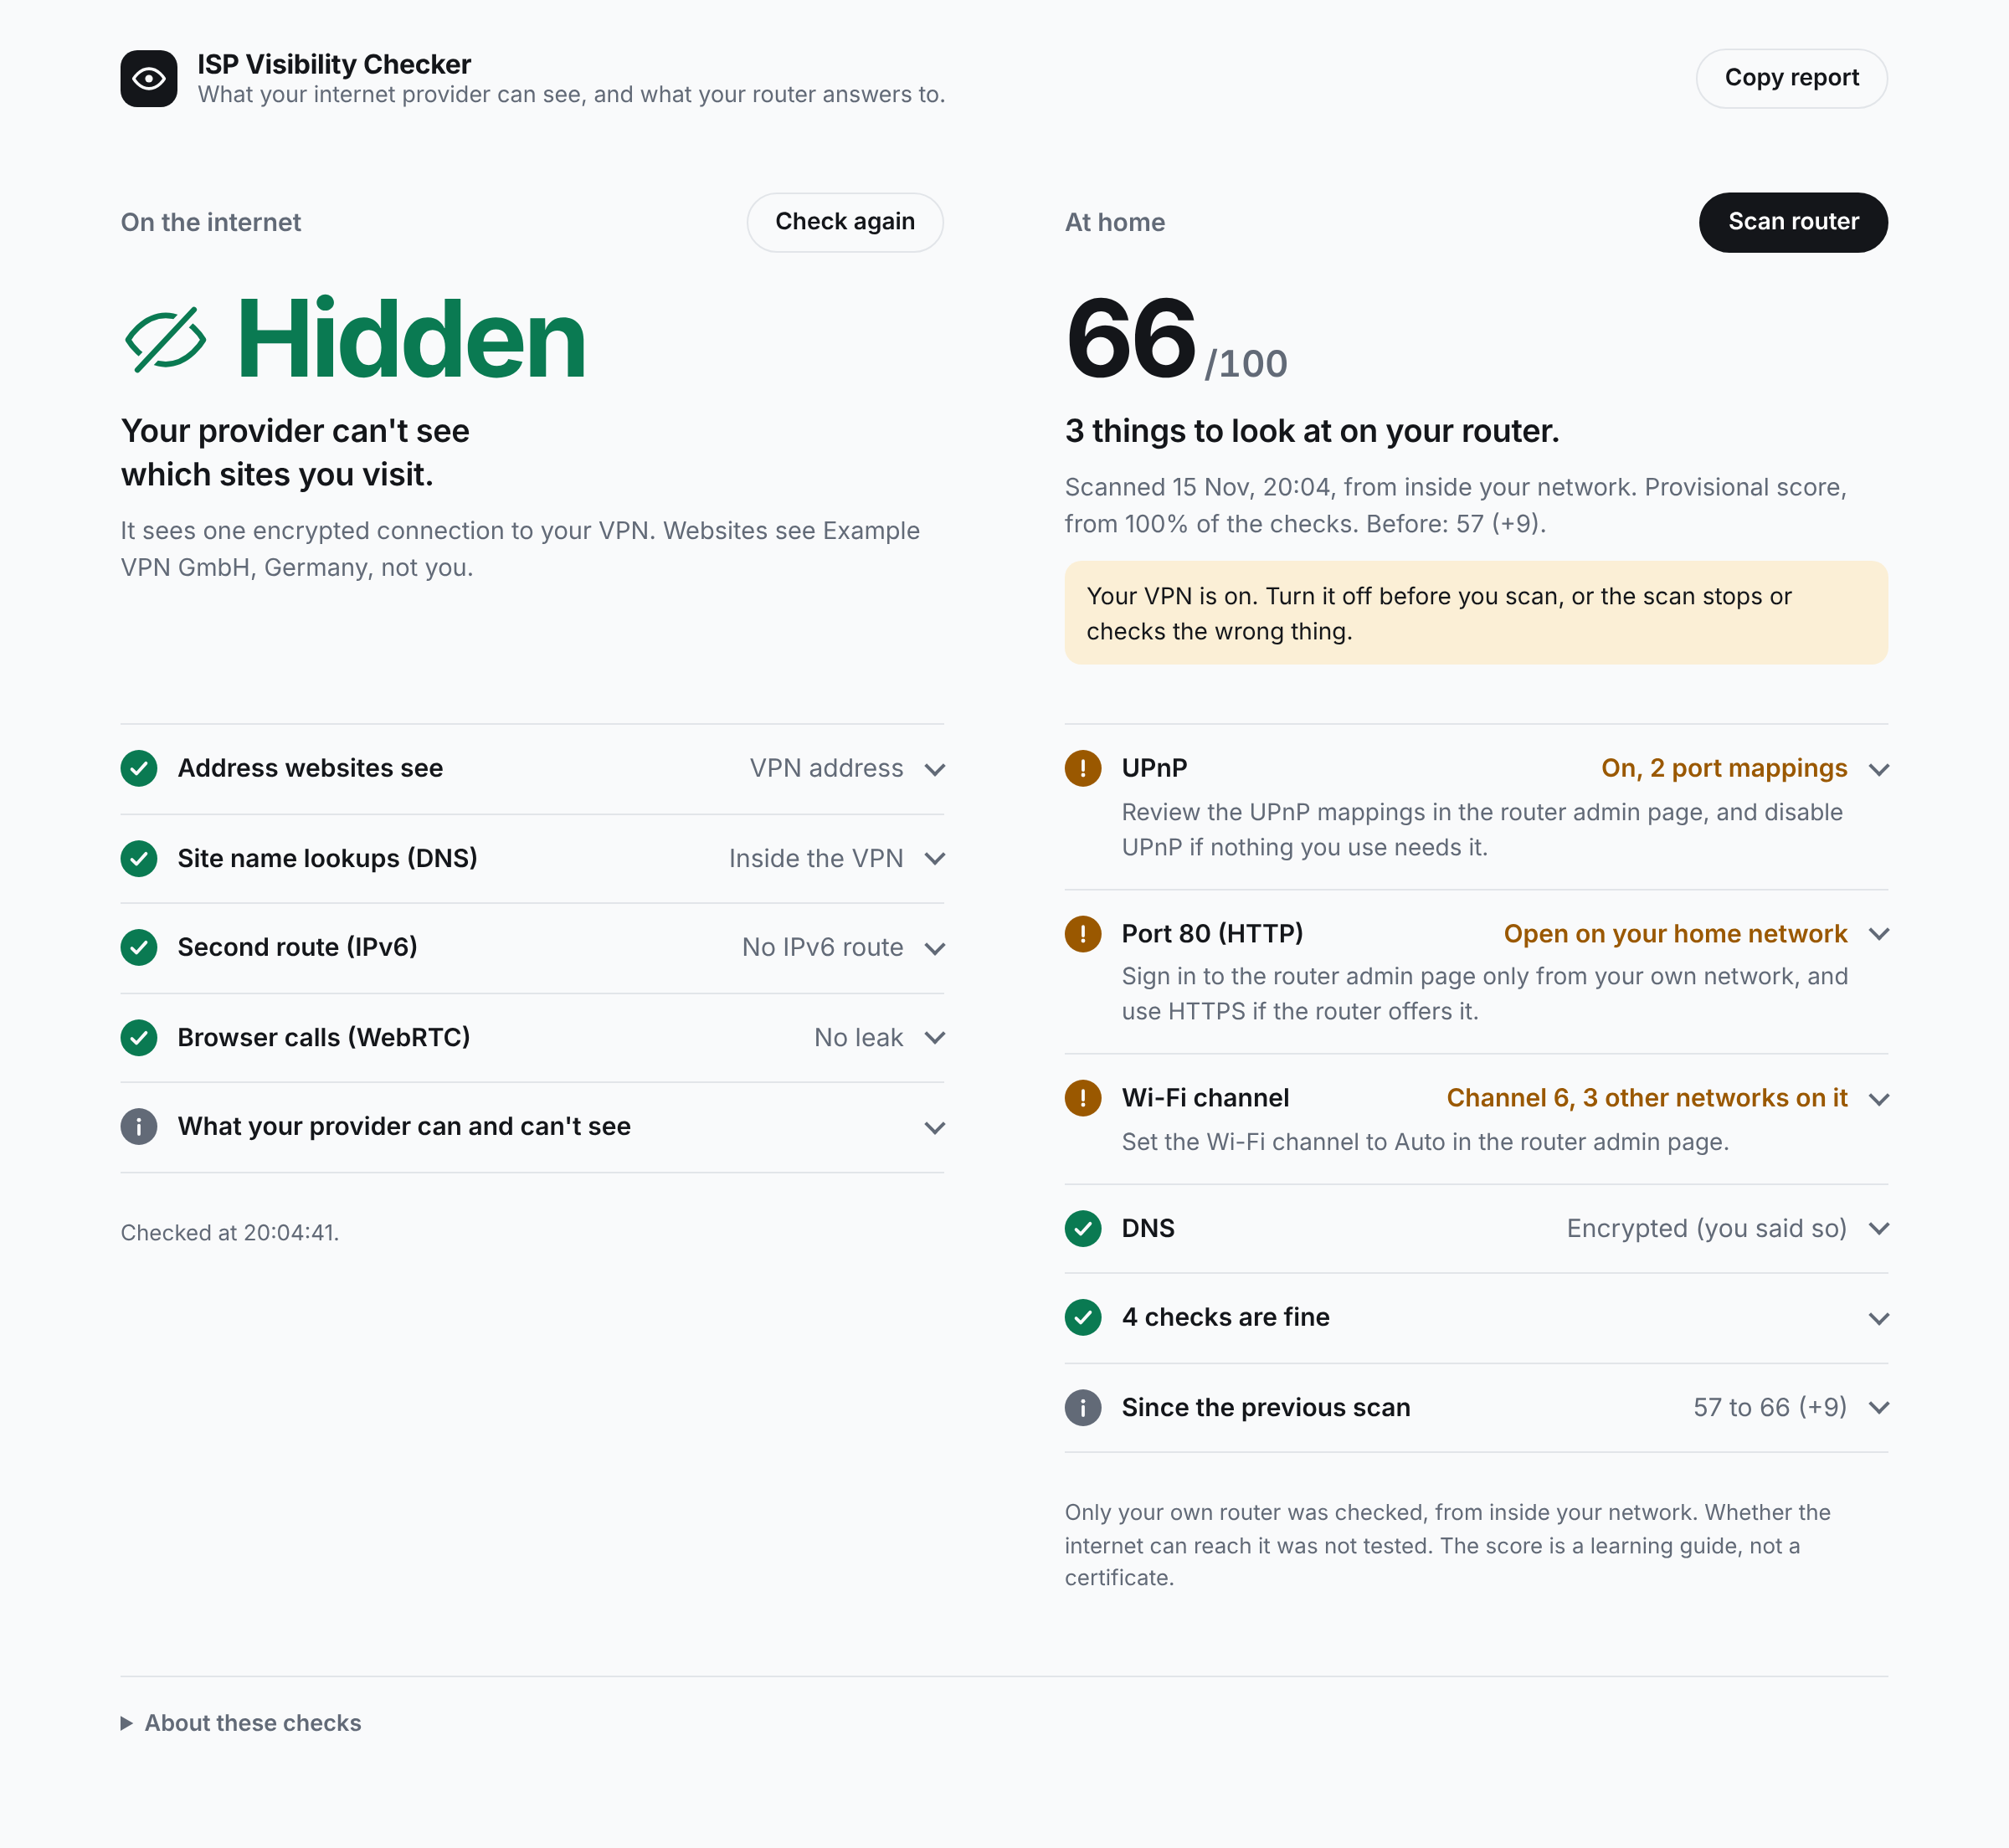 ISP Visibility Checker
What your internet provider can see, and what your router answers to.
Copy report
On the internet
Check again
Hidden
Your provider can't see
which sites you visit.
It sees one encrypted connection to your VPN. Websites see Example
VPN GmbH, Germany, not you.
Address websites see
VPN address
Site name lookups (DNS)
Inside the VPN
Second route (IPv6)
No IPv6 route
Browser calls (WebRTC)
No leak
What your provider can and can't see
Checked at 20:04:41.
At home
Scan router
66/100
3 things to look at on your router.
Scanned 15 Nov, 20:04, from inside your network. Provisional score,
from 100% of the checks. Before: 57 (+9).
Your VPN is on. Turn it off before you scan, or the scan stops or
checks the wrong thing.
UPnP
On, 2 port mappings
Review the UPnP mappings in the router admin page, and disable
UPnP if nothing you use needs it.
Port 80 (HTTP)
Open on your home network
Sign in to the router admin page only from your own network, and
use HTTPS if the router offers it.
Wi-Fi channel
Channel 6, 3 other networks on it
Set the Wi-Fi channel to Auto in the router admin page.
DNS
Encrypted (you said so)
4 checks are fine
Since the previous scan
57 to 66 (+9)
Only your own router was checked, from inside your network. Whether the
internet can reach it was not tested. The score is a learning guide, not a
certificate.
About these checks